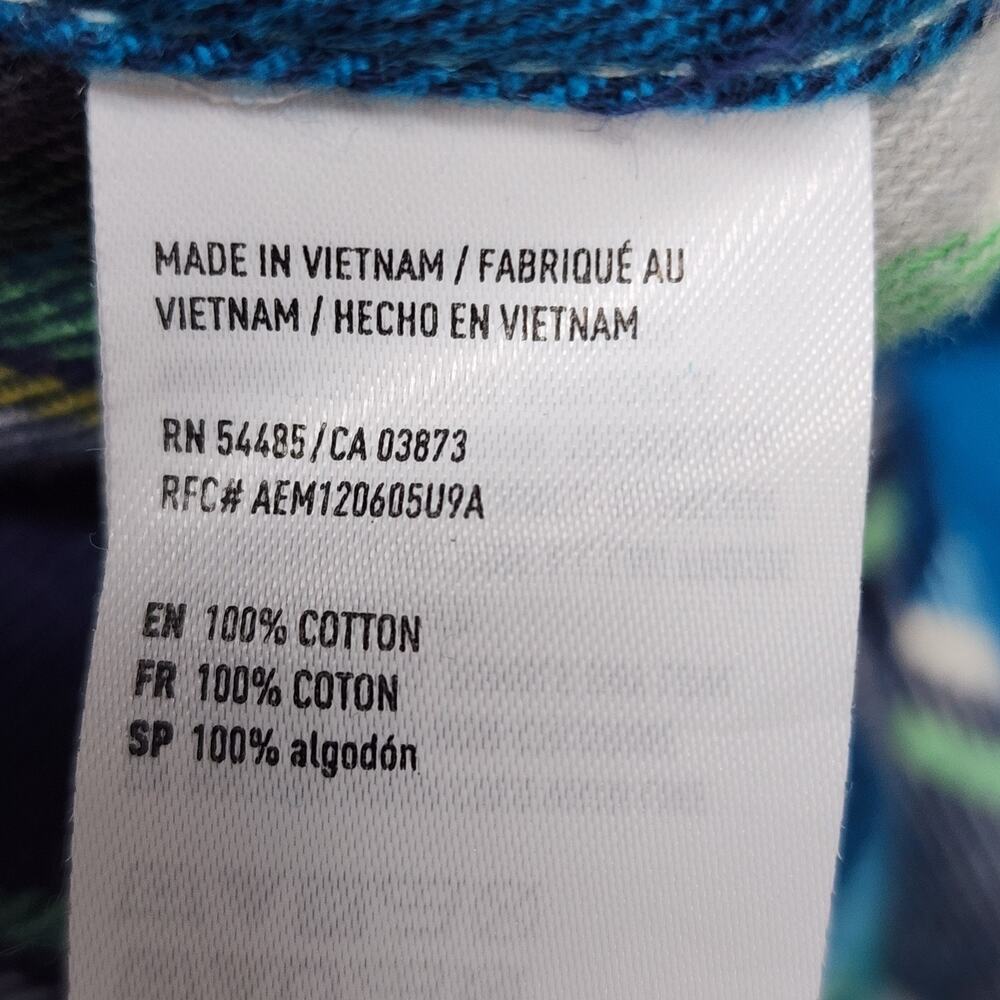 MADE IN VIETNAM / FABRIQUÉ AU
VIETNAM / HECHO EN VIETNAM
RN 54485/CA 03873
RFC# AEM120605U9A
EN 100% COTTON
FR 100% COTON
SP 100% algodón